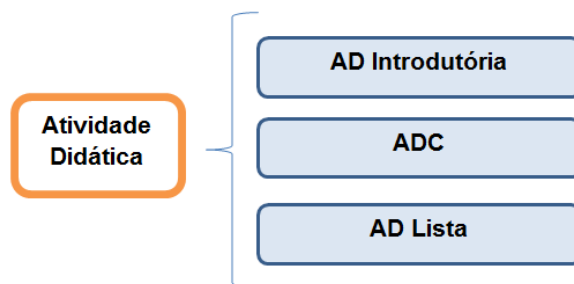 Atividade
Didática
AD Introdutória
ADC
AD Lista